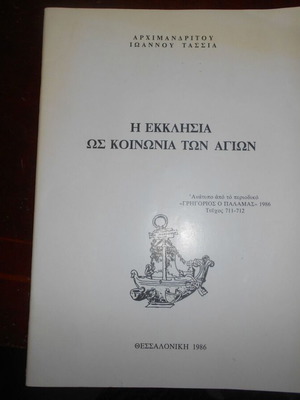 ΑΡΧΙΜΑΝΔΡΙΤΟΥ
ΙΩΑΝΝΟΥ ΤΑΣΣΙΑ
Η ΕΚΚΛΗΣΙΑ
ΩΣ ΚΟΙΝΩΝΙΑ ΤΩΝ ΑΓΙΩΝ
Ἀνάτυπο ἀπό τό περιοδικό
«ΓΡΗΓΟΡΙΟΣ Ο ΠΑΛΑΜΑΣ» 1986
Τεῦχος 711-712
ΘΕΣΣΑΛΟΝΙΚΗ 1986